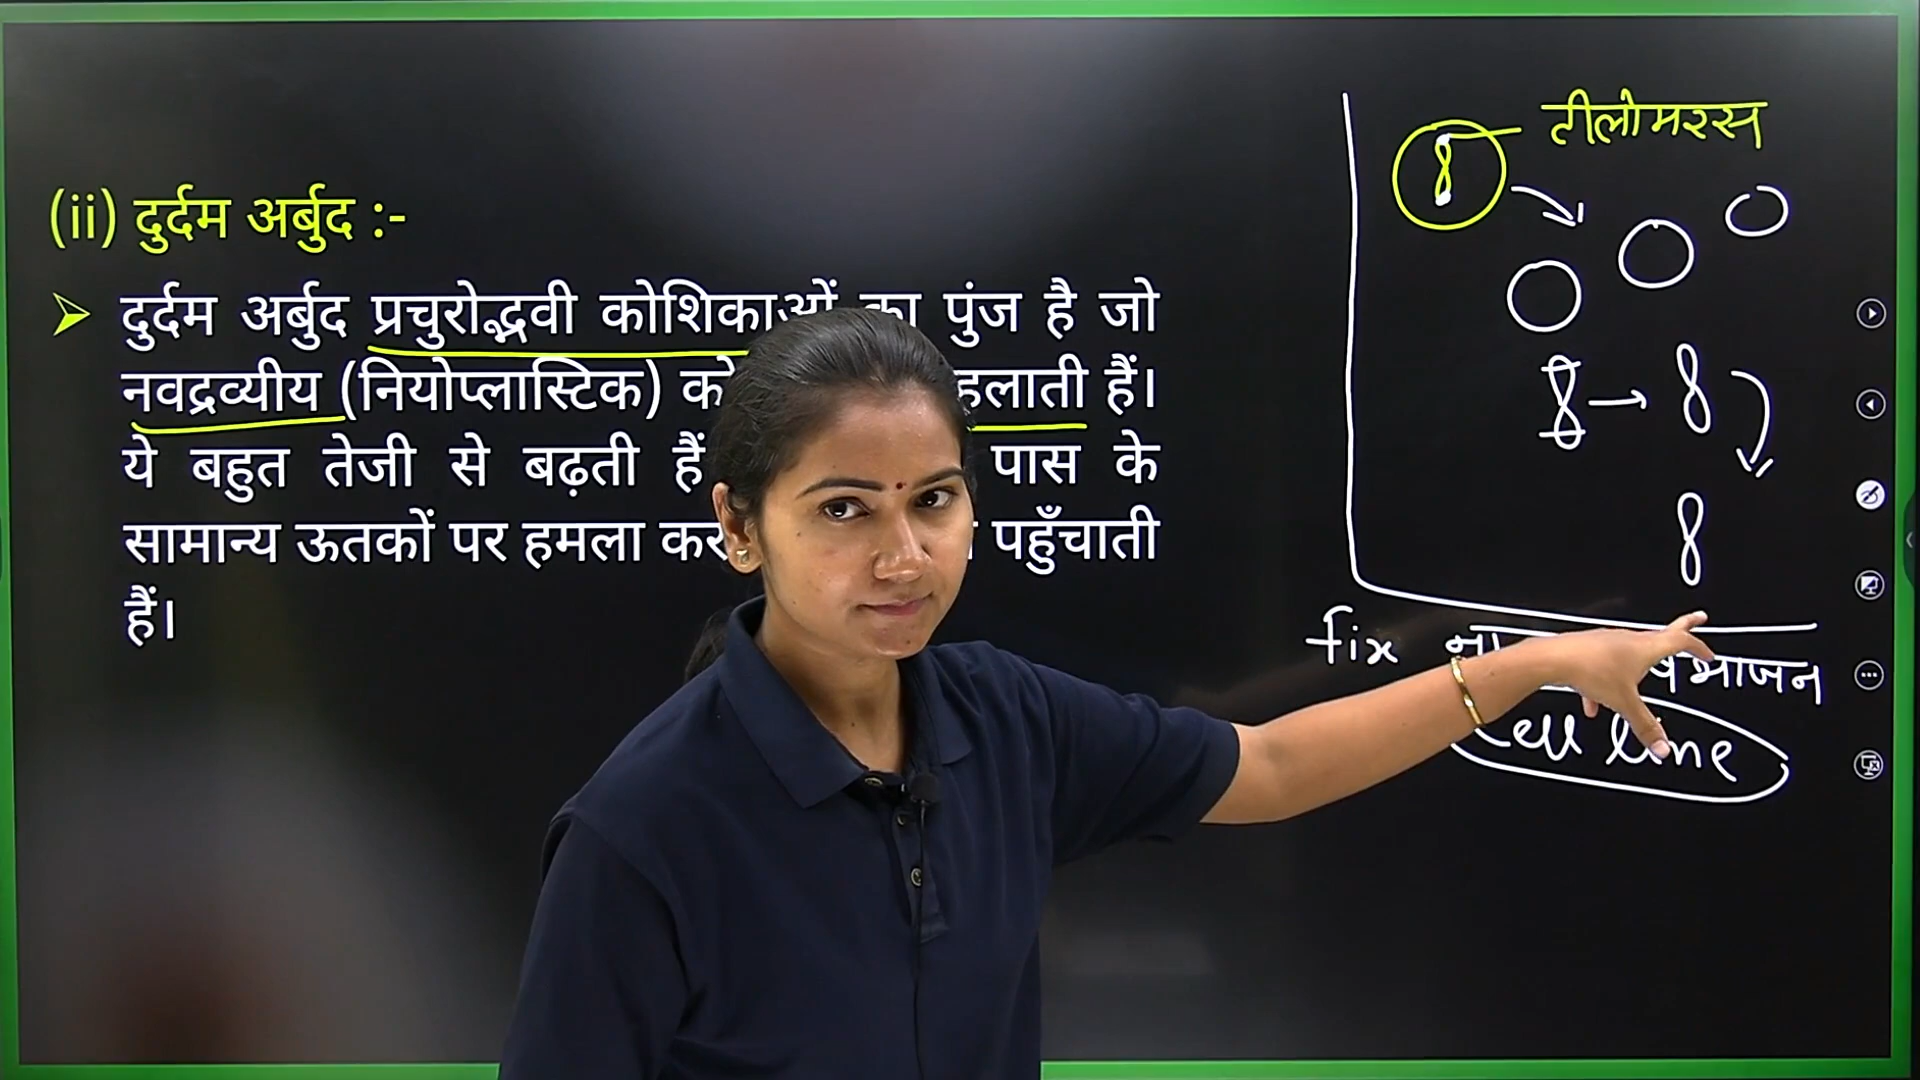 (ii) दुर्दम अर्बुद :-
दुर्दम अर्बुद प्रचुरोद्भवी कोशिकाओं का पुंज है जो
नवद्रव्यीय (नियोप्लास्टिक) हलाती हैं।
ये बहुत तेजी से बढ़ती हैं पास के
सामान्य ऊतकों पर हमला कर पहुँचाती
हैं।
टीलोमरस
fix
cell line